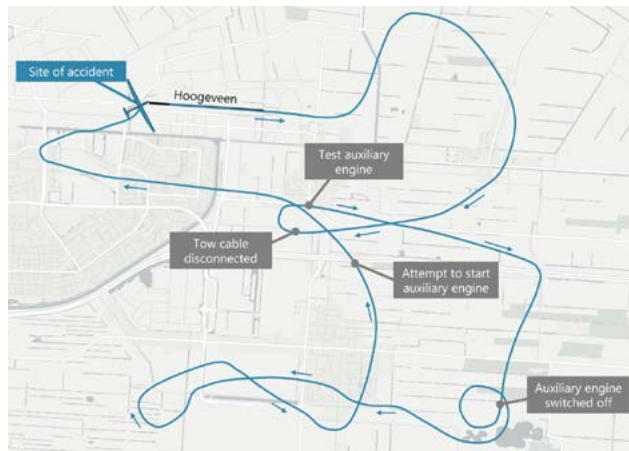 Site of accident
Hoogeveen
Test auxiliary
engine
Tow cable
disconnected
Attempt to start
auxiliary engine
Auxiliary engine
switched off